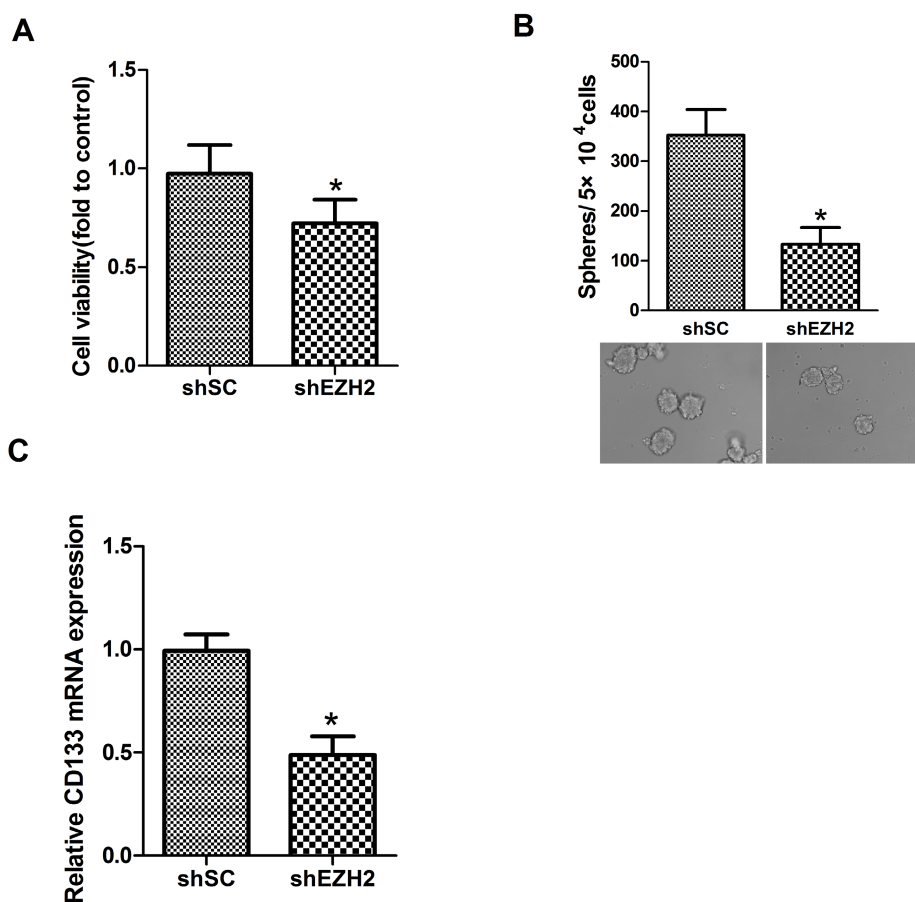 A
Cell viability(fold to control)
1.5
1.0
0.5
0.0
shSC
shEZH2
*
B
Spheres/ 5× 10 ⁴cells
500
400
300
200
100
0
shSC
shEZH2
*
C
Relative CD133 mRNA expression
1.5
1.0
0.5
0.0
shSC
shEZH2
*